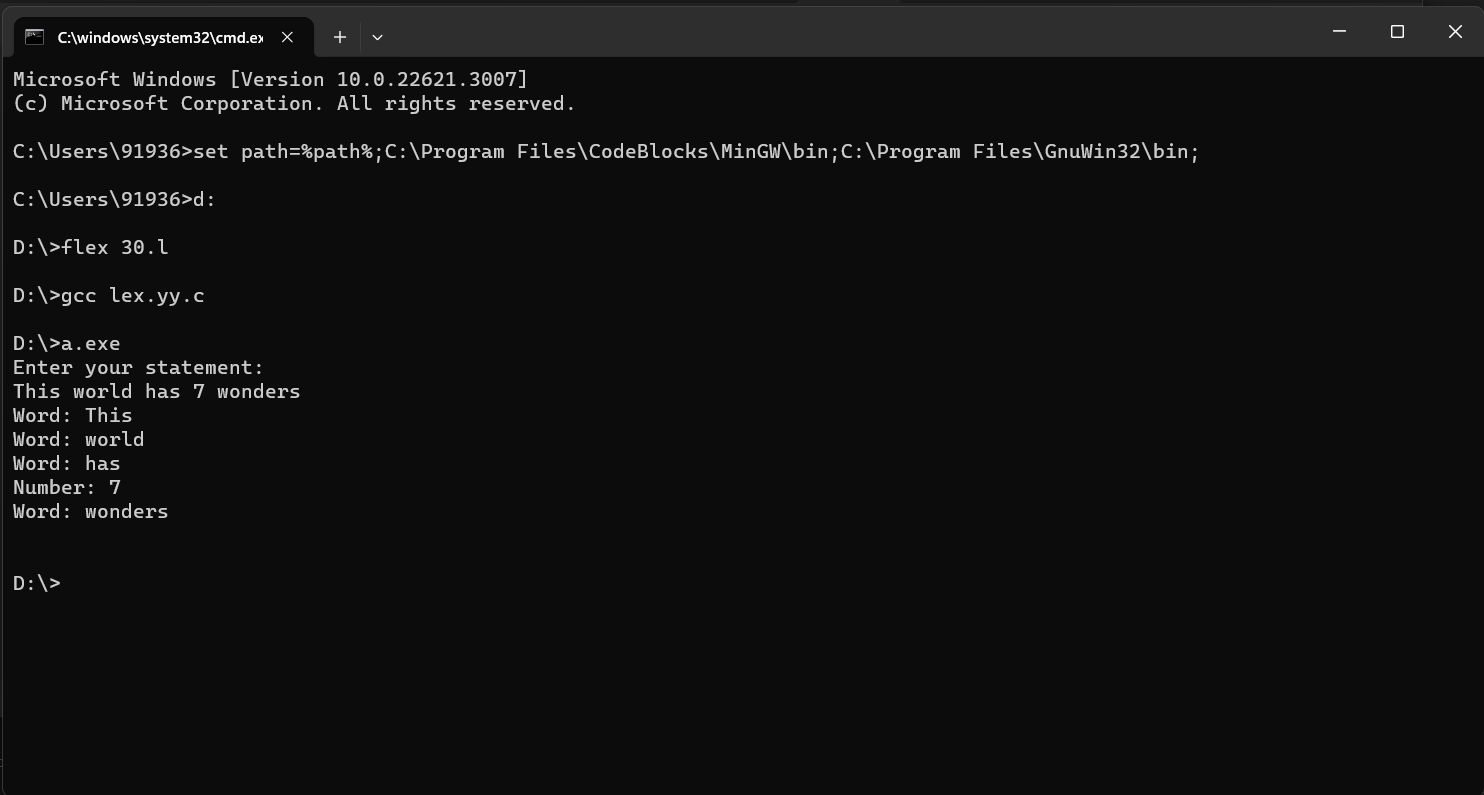 C:\windows\system32\cmd.ex
Microsoft Windows [Version 10.0.22621.3007]
(c) Microsoft Corporation. All rights reserved.
C:\Users\91936>set path=%path%;C:\Program Files\CodeBlocks\MinGW\bin;C:\Program Files\GnuWin32\bin;
C:\Users\91936>d:
D:\>flex 30.l
D:\>gcc lex.yy.c
D:\>a.exe
Enter your statement:
This world has 7 wonders
Word: This
Word: world
Word: has
Number: 7
Word: wonders
D:\>